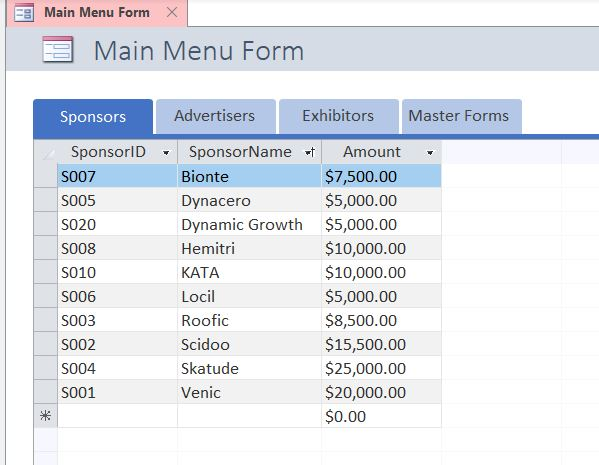 Main Menu Form
Main Menu Form
Sponsors Advertisers Exhibitors Master Forms
SponsorID SponsorName Amount
S007 Bionte $7,500.00
S005 Dynacero $5,000.00
S020 Dynamic Growth $5,000.00
S008 Hemitri $10,000.00
S010 KATA $10,000.00
S006 Locil $5,000.00
S003 Roofic $8,500.00
S002 Scidoo $15,500.00
S004 Skatude $25,000.00
S001 Venic $20,000.00
$0.00